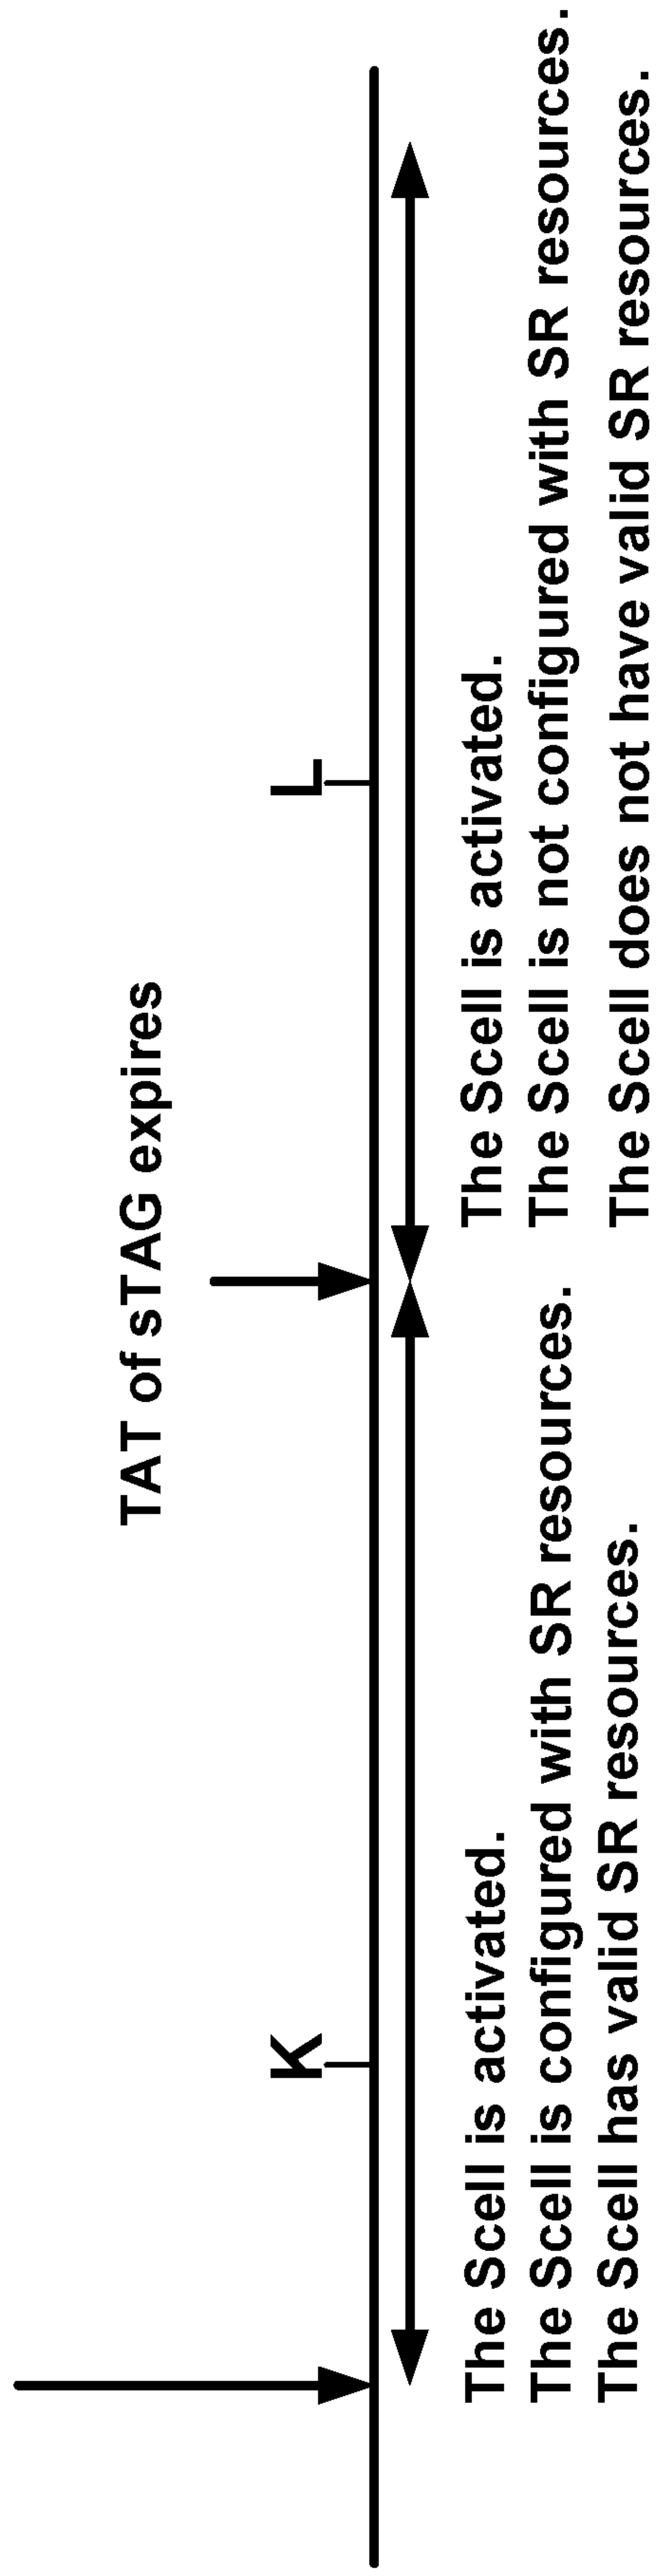 TAT of sTAG expires
K
L
The Scell is activated.
The Scell is configured with SR resources.
The Scell has valid SR resources.
The Scell is activated.
The Scell is not configured with SR resources.
The Scell does not have valid SR resources.